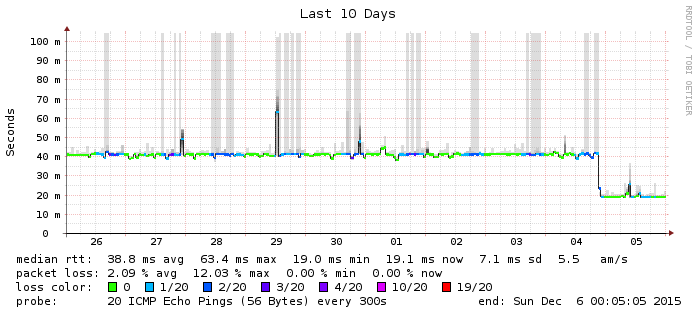 Last 10 Days
RRDTOOL / TOBI OETIKER
Seconds
100 m
90 m
80 m
70 m
60 m
50 m
40 m
30 m
20 m
10 m
0
26 27 28 29 30 01 02 03 04 05
median rtt: 38.8 ms avg 63.4 ms max 19.0 ms min 19.1 ms now 7.1 ms sd 5.5 am/s
packet loss: 2.09 % avg 12.03 % max 0.00 % min 0.00 % now
loss color: 0 1/20 2/20 3/20 4/20 10/20 19/20
probe: 20 ICMP Echo Pings (56 Bytes) every 300s end: Sun Dec 6 00:05:05 2015